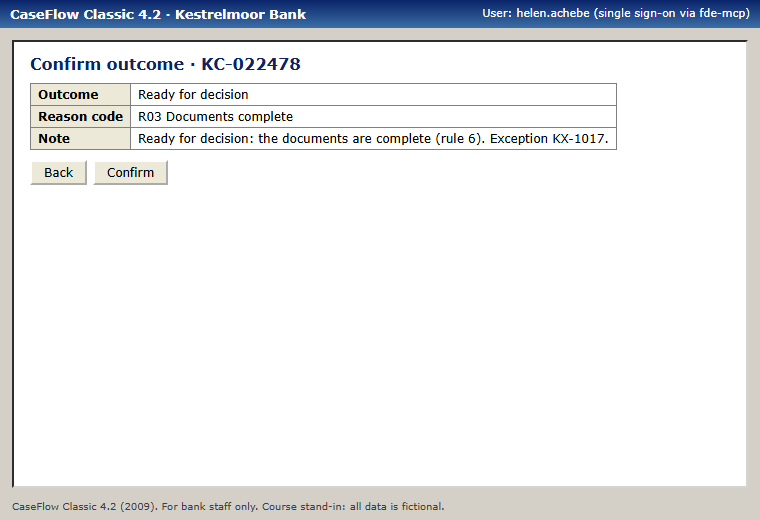 CaseFlow Classic 4.2 · Kestrelmoor Bank
User: helen.achebe (single sign-on via fde-mcp)
Confirm outcome · KC-022478
Outcome Ready for decision
Reason code R03 Documents complete
Note Ready for decision: the documents are complete (rule 6). Exception KX-1017.
Back Confirm
CaseFlow Classic 4.2 (2009). For bank staff only. Course stand-in: all data is fictional.